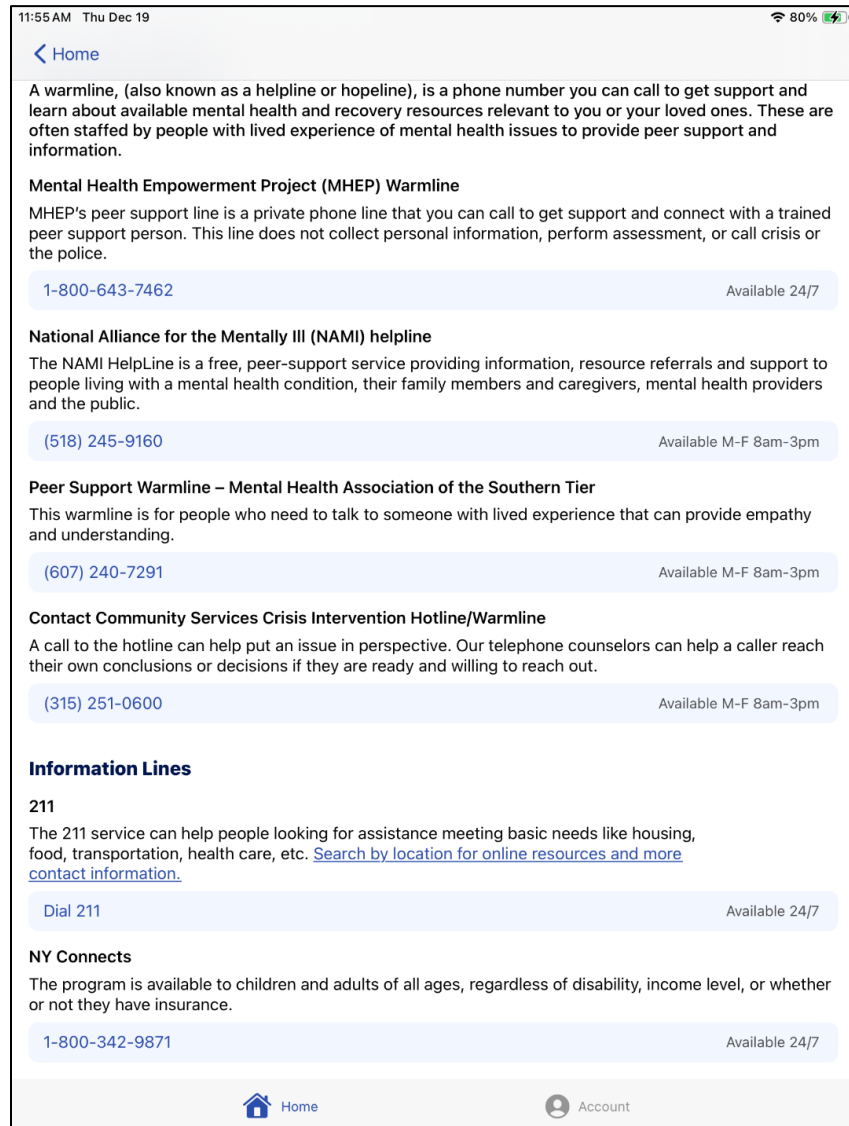 11:55 AM Thu Dec 19
80%
Home
A warmline, (also known as a helpline or hopeline), is a phone number you can call to get support and
learn about available mental health and recovery resources relevant to you or your loved ones. These are
often staffed by people with lived experience of mental health issues to provide peer support and
information.
Mental Health Empowerment Project (MHEP) Warmline
MHEP’s peer support line is a private phone line that you can call to get support and connect with a trained
peer support person. This line does not collect personal information, perform assessment, or call crisis or
the police.
1-800-643-7462 Available 24/7
National Alliance for the Mentally Ill (NAMI) helpline
The NAMI HelpLine is a free, peer-support service providing information, resource referrals and support to
people living with a mental health condition, their family members and caregivers, mental health providers
and the public.
(518) 245-9160 Available M-F 8am-3pm
Peer Support Warmline – Mental Health Association of the Southern Tier
This warmline is for people who need to talk to someone with lived experience that can provide empathy
and understanding.
(607) 240-7291 Available M-F 8am-3pm
Contact Community Services Crisis Intervention Hotline/Warmline
A call to the hotline can help put an issue in perspective. Our telephone counselors can help a caller reach
their own conclusions or decisions if they are ready and willing to reach out.
(315) 251-0600 Available M-F 8am-3pm
Information Lines
211
The 211 service can help people looking for assistance meeting basic needs like housing,
food, transportation, health care, etc. Search by location for online resources and more
contact information.
Dial 211 Available 24/7
NY Connects
The program is available to children and adults of all ages, regardless of disability, income level, or whether
or not they have insurance.
1-800-342-9871 Available 24/7
Home Account